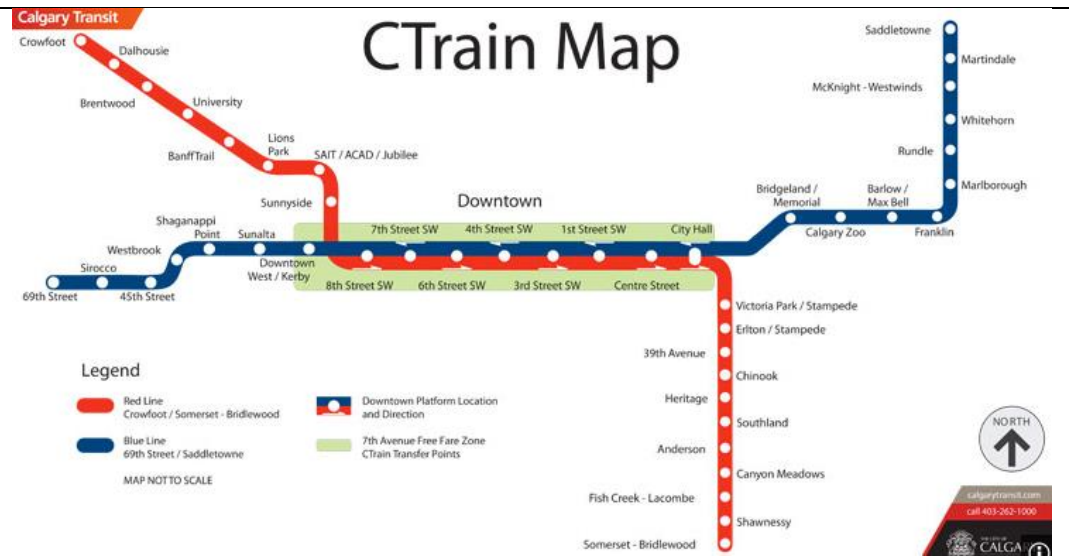 Calgary Transit
CTrain Map
Crowfoot
Dalhousie
Brentwood
University
Banff Trail
Lions
Park
SAIT / ACAD / Jubilee
Sunnyside
Downtown
7th Street SW
4th Street SW
1st Street SW
City Hall
8th Street SW
6th Street SW
3rd Street SW
Centre Street
Downtown
West / Kerby
Sunalta
Shaganappi
Point
Westbrook
45th Street
Sirocco
69th Street
Saddletowne
Martindale
McKnight - Westwinds
Whitehorn
Rundle
Marlborough
Franklin
Barlow /
Max Bell
Calgary Zoo
Bridgeland /
Memorial
Victoria Park / Stampede
Erlton / Stampede
39th Avenue
Chinook
Heritage
Southland
Anderson
Canyon Meadows
Fish Creek - Lacombe
Shawnessy
Somerset - Bridlewood
Legend
Red Line
Crowfoot / Somerset - Bridlewood
Blue Line
69th Street / Saddletowne
MAP NOT TO SCALE
Downtown Platform Location
and Direction
7th Avenue Free Fare Zone
CTrain Transfer Points
NORTH
calgarytransit.com
call 403-262-1000
THE CITY OF